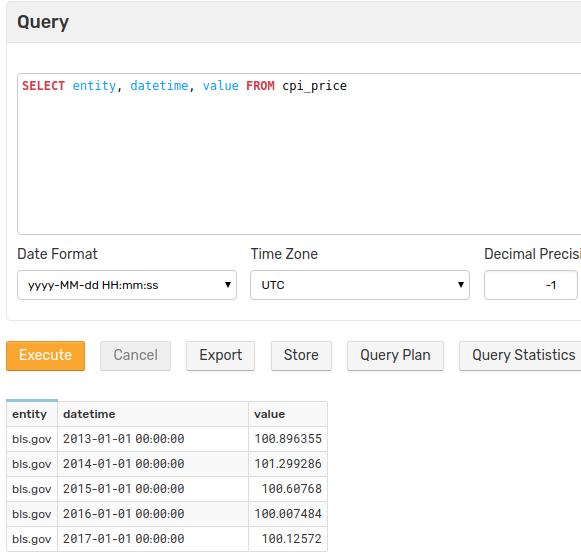 Query
SELECT entity, datetime, value FROM cpi_price
Date Format Time Zone Decimal Precisi
yyyy-MM-dd HH:mm:ss UTC -1
Execute Cancel Export Store Query Plan Query Statistics
entity datetime value
bls.gov 2013-01-01 00:00:00 100.896355
bls.gov 2014-01-01 00:00:00 101.299286
bls.gov 2015-01-01 00:00:00 100.60768
bls.gov 2016-01-01 00:00:00 100.007484
bls.gov 2017-01-01 00:00:00 100.12572